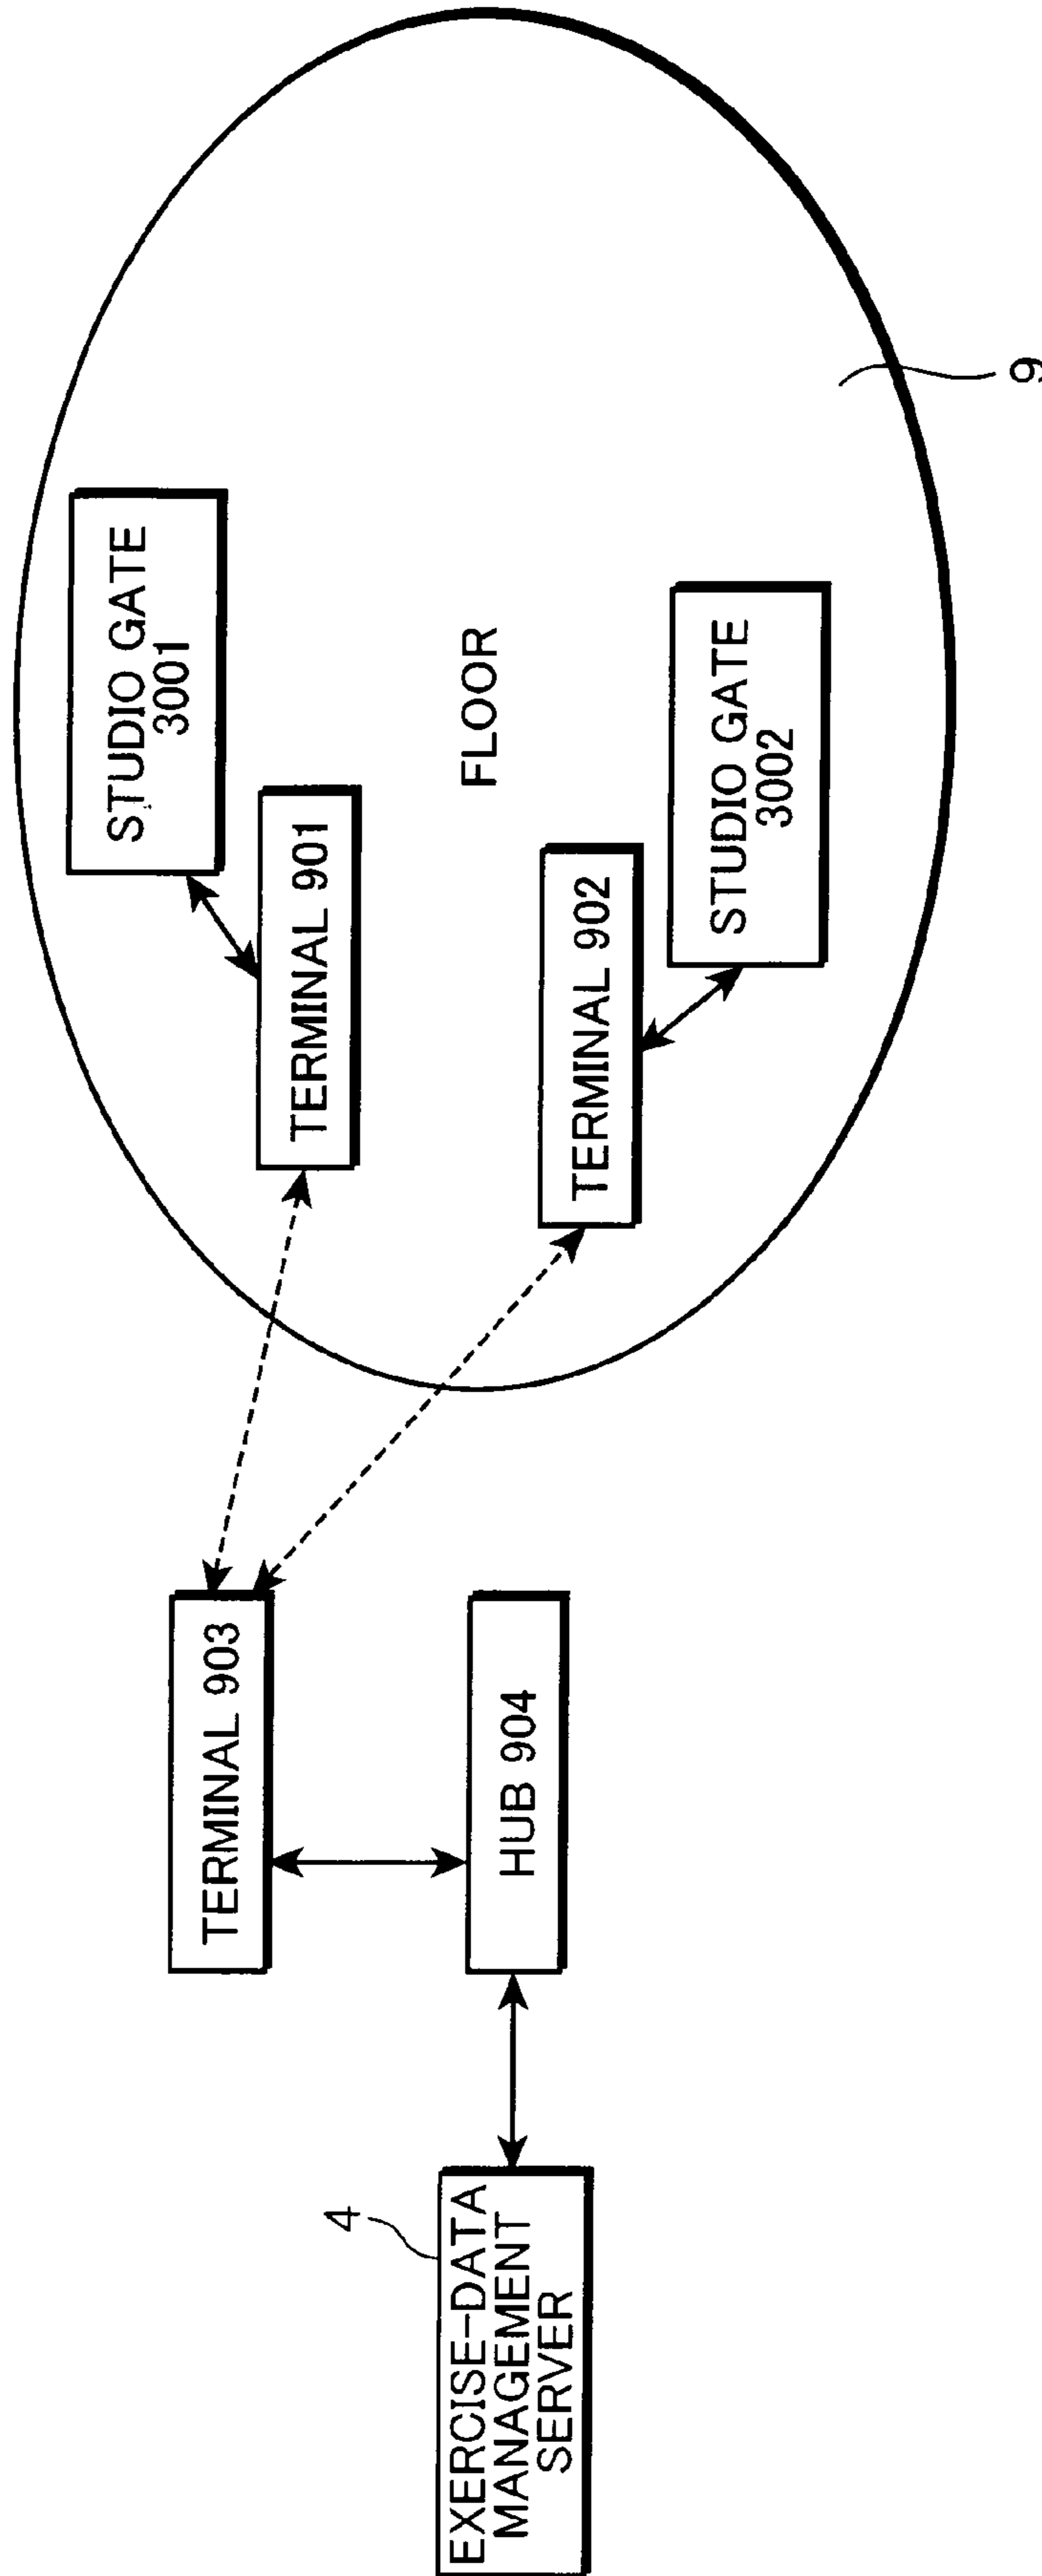 4
EXERCISE-DATA
MANAGEMENT
SERVER
TERMINAL 903
HUB 904
TERMINAL 901
STUDIO GATE
3001
FLOOR
TERMINAL 902
STUDIO GATE
3002
9